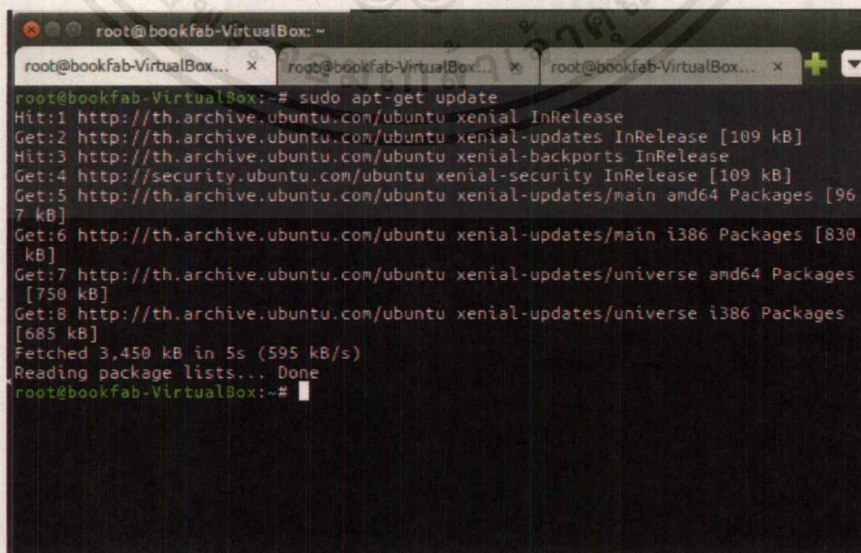 root@bookfab-VirtualBox: ~
root@bookfab-VirtualBox... × root@bookfab-VirtualBox... × root@bookfab-VirtualBox... ×
root@bookfab-VirtualBox:~# sudo apt-get update
Hit:1 http://th.archive.ubuntu.com/ubuntu xenial InRelease
Get:2 http://th.archive.ubuntu.com/ubuntu xenial-updates InRelease [109 kB]
Hit:3 http://th.archive.ubuntu.com/ubuntu xenial-backports InRelease
Get:4 http://security.ubuntu.com/ubuntu xenial-security InRelease [109 kB]
Get:5 http://th.archive.ubuntu.com/ubuntu xenial-updates/main amd64 Packages [96
7 kB]
Get:6 http://th.archive.ubuntu.com/ubuntu xenial-updates/main i386 Packages [830
kB]
Get:7 http://th.archive.ubuntu.com/ubuntu xenial-updates/universe amd64 Packages
[750 kB]
Get:8 http://th.archive.ubuntu.com/ubuntu xenial-updates/universe i386 Packages
[685 kB]
Fetched 3,450 kB in 5s (595 kB/s)
Reading package lists... Done
root@bookfab-VirtualBox:~#